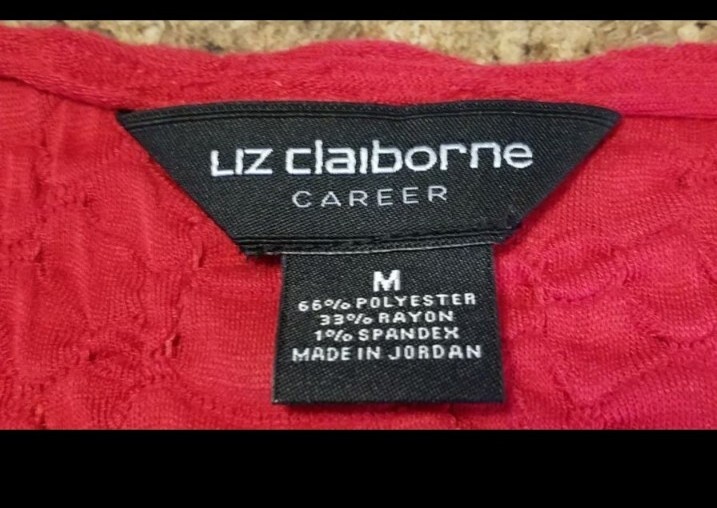 LIZ claiborne
CAREER
M
66% POLYESTER
33% RAYON
1% SPANDEX
MADE IN JORDAN